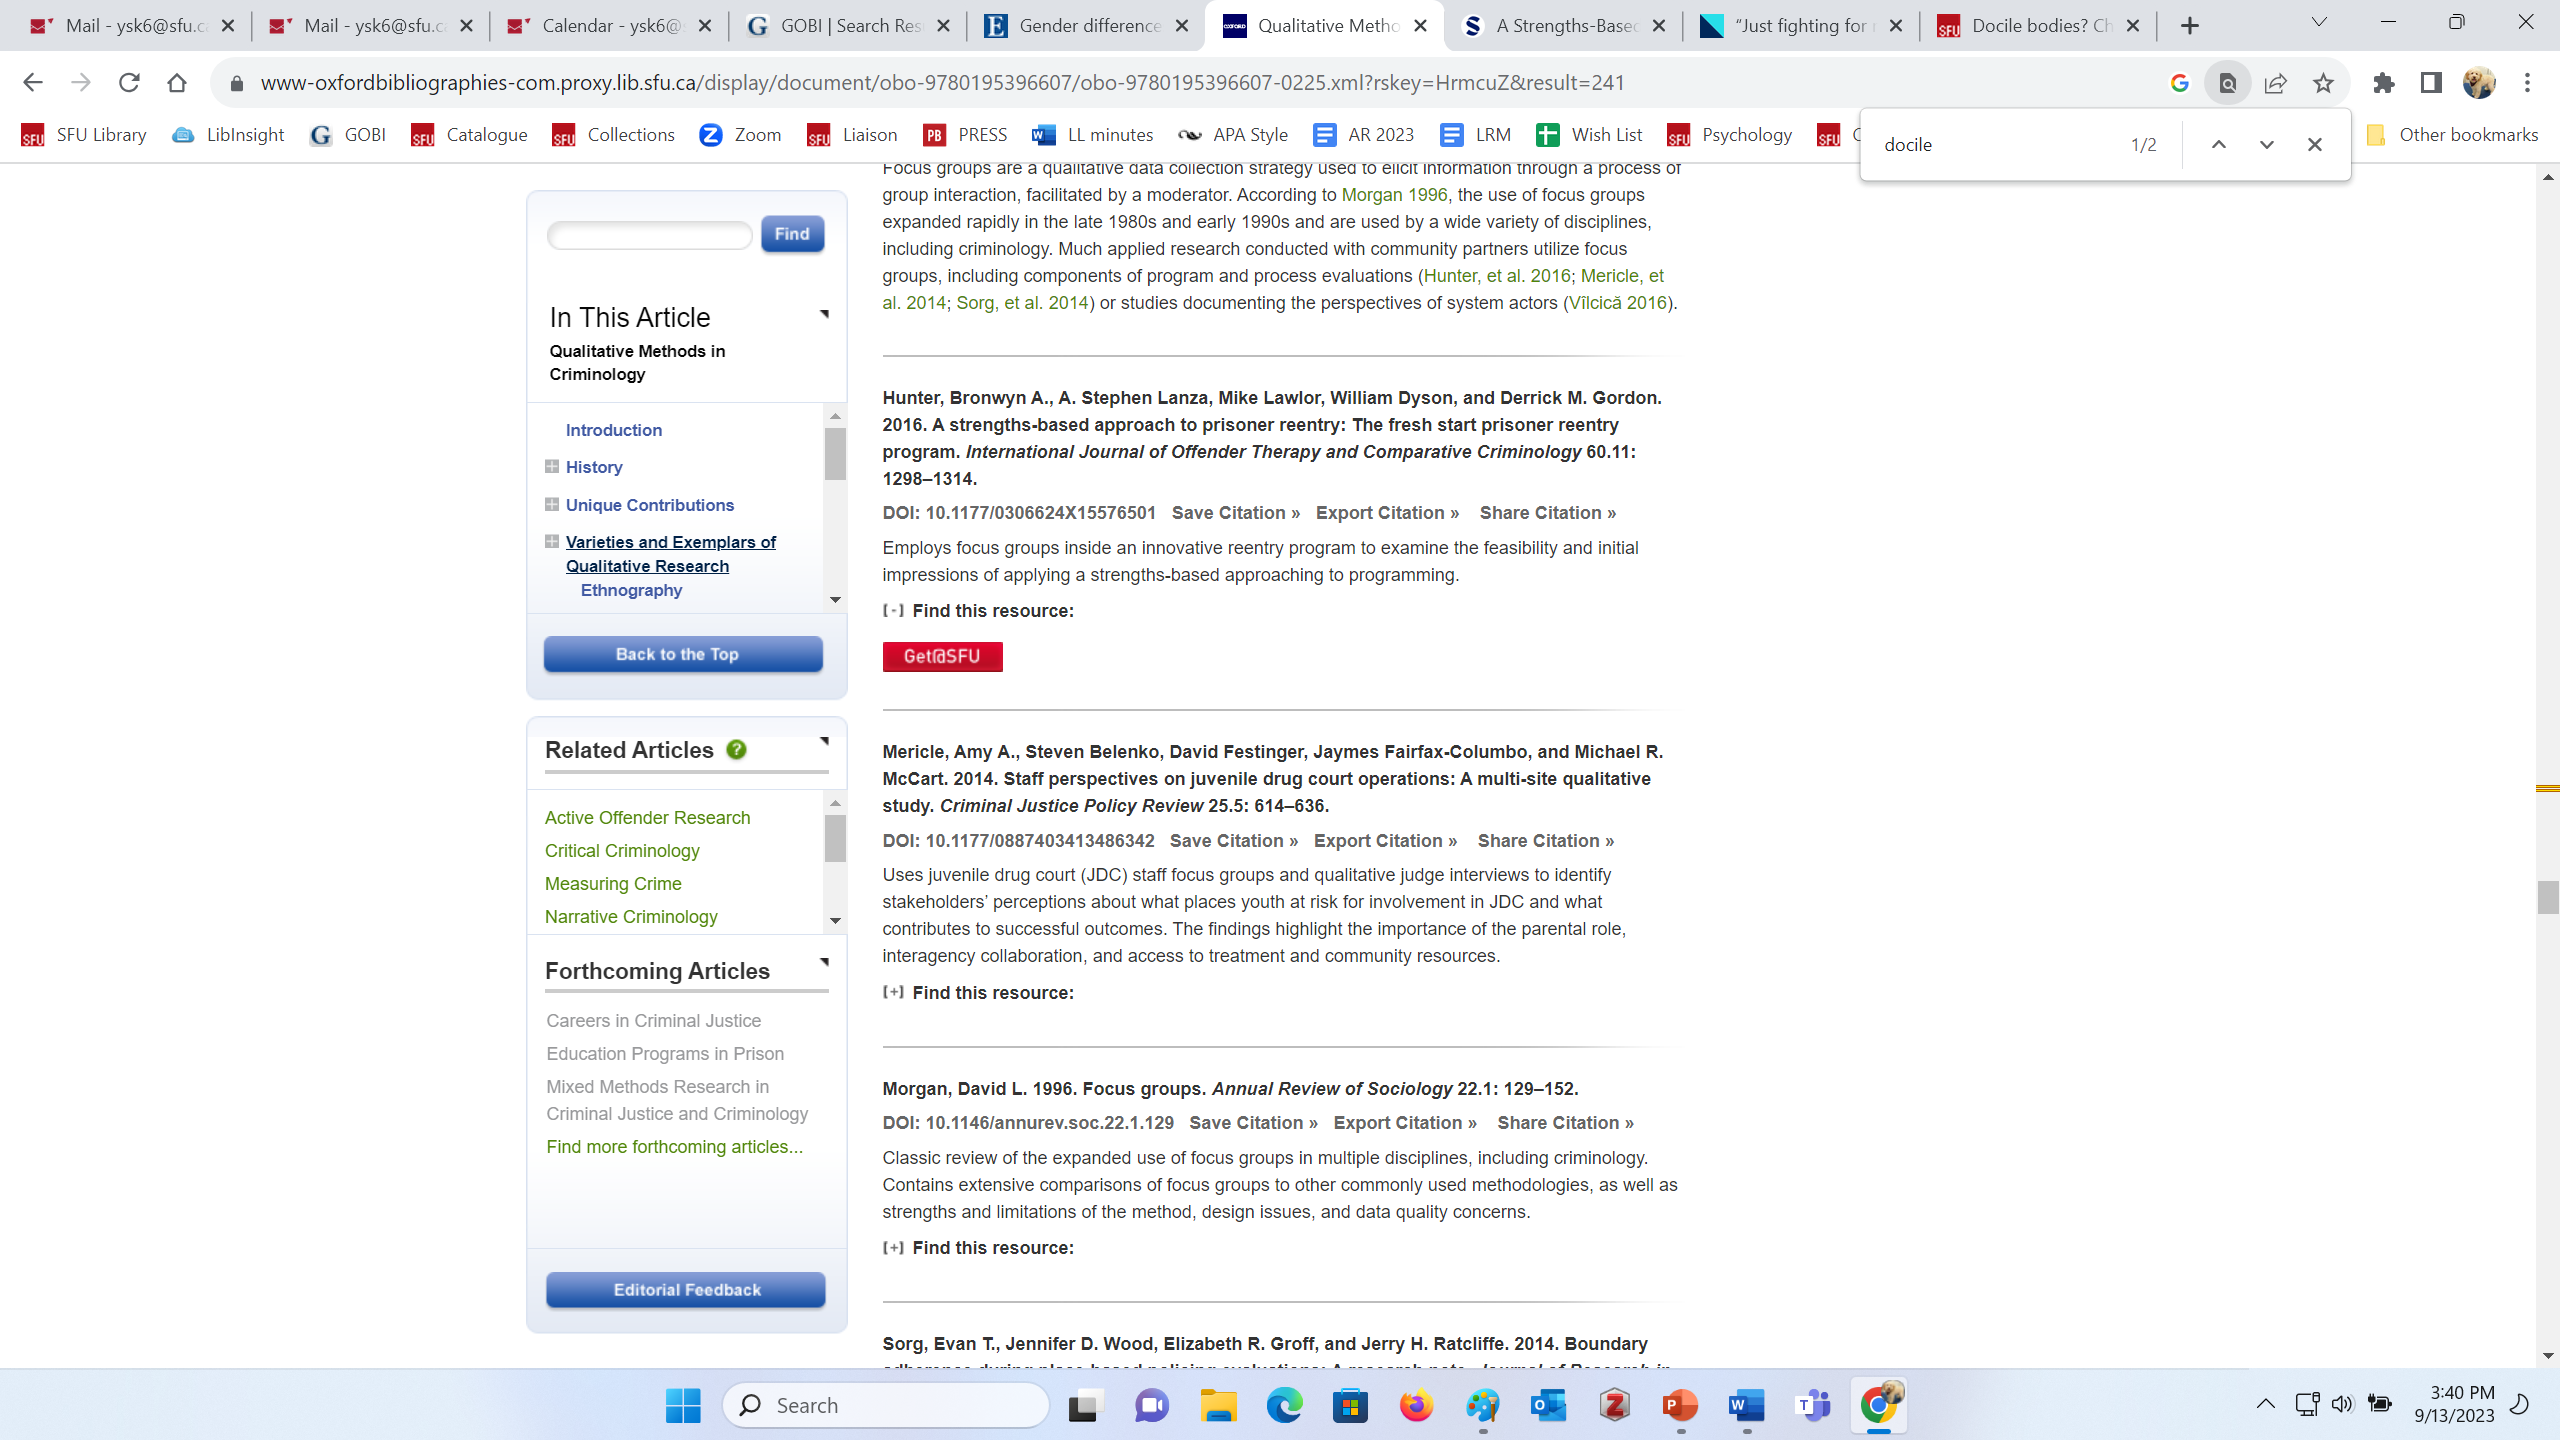 Mail - ysk6@sfu.c
Mail - ysk6@sfu.c
Calendar - ysk6@
GOBI | Search Res
Gender difference
Qualitative Metho
A Strengths-Based
"Just fighting for
Docile bodies? Ch
www-oxfordbibliographies-com.proxy.lib.sfu.ca/display/document/obo-9780195396607/obo-9780195396607-0225.xml?rskey=HrmcuZ&result=241
SFU Library
LibInsight
GOBI
Catalogue
Collections
Zoom
Liaison
PRESS
LL minutes
APA Style
AR 2023
LRM
Wish List
Psychology
Other bookmarks
docile 1/2
Find
In This Article
Qualitative Methods in
Criminology
Introduction
History
Unique Contributions
Varieties and Exemplars of
Qualitative Research
Ethnography
Back to the Top
Related Articles
Active Offender Research
Critical Criminology
Measuring Crime
Narrative Criminology
Forthcoming Articles
Careers in Criminal Justice
Education Programs in Prison
Mixed Methods Research in
Criminal Justice and Criminology
Find more forthcoming articles...
Editorial Feedback
Focus groups are a qualitative data collection strategy used to elicit information through a process of
group interaction, facilitated by a moderator. According to Morgan 1996, the use of focus groups
expanded rapidly in the late 1980s and early 1990s and are used by a wide variety of disciplines,
including criminology. Much applied research conducted with community partners utilize focus
groups, including components of program and process evaluations (Hunter, et al. 2016; Mericle, et
al. 2014; Sorg, et al. 2014) or studies documenting the perspectives of system actors (Vîlcică 2016).
Hunter, Bronwyn A., A. Stephen Lanza, Mike Lawlor, William Dyson, and Derrick M. Gordon.
2016. A strengths-based approach to prisoner reentry: The fresh start prisoner reentry
program. International Journal of Offender Therapy and Comparative Criminology 60.11:
1298–1314.
DOI: 10.1177/0306624X15576501 Save Citation » Export Citation » Share Citation »
Employs focus groups inside an innovative reentry program to examine the feasibility and initial
impressions of applying a strengths-based approaching to programming.
[-] Find this resource:
Get@SFU
Mericle, Amy A., Steven Belenko, David Festinger, Jaymes Fairfax-Columbo, and Michael R.
McCart. 2014. Staff perspectives on juvenile drug court operations: A multi-site qualitative
study. Criminal Justice Policy Review 25.5: 614–636.
DOI: 10.1177/0887403413486342 Save Citation » Export Citation » Share Citation »
Uses juvenile drug court (JDC) staff focus groups and qualitative judge interviews to identify
stakeholders’ perceptions about what places youth at risk for involvement in JDC and what
contributes to successful outcomes. The findings highlight the importance of the parental role,
interagency collaboration, and access to treatment and community resources.
[+] Find this resource:
Morgan, David L. 1996. Focus groups. Annual Review of Sociology 22.1: 129–152.
DOI: 10.1146/annurev.soc.22.1.129 Save Citation » Export Citation » Share Citation »
Classic review of the expanded use of focus groups in multiple disciplines, including criminology.
Contains extensive comparisons of focus groups to other commonly used methodologies, as well as
strengths and limitations of the method, design issues, and data quality concerns.
[+] Find this resource:
Sorg, Evan T., Jennifer D. Wood, Elizabeth R. Groff, and Jerry H. Ratcliffe. 2014. Boundary
adherence during place-based policing evaluations: A research note. Journal of Research in
Search
3:40 PM
9/13/2023